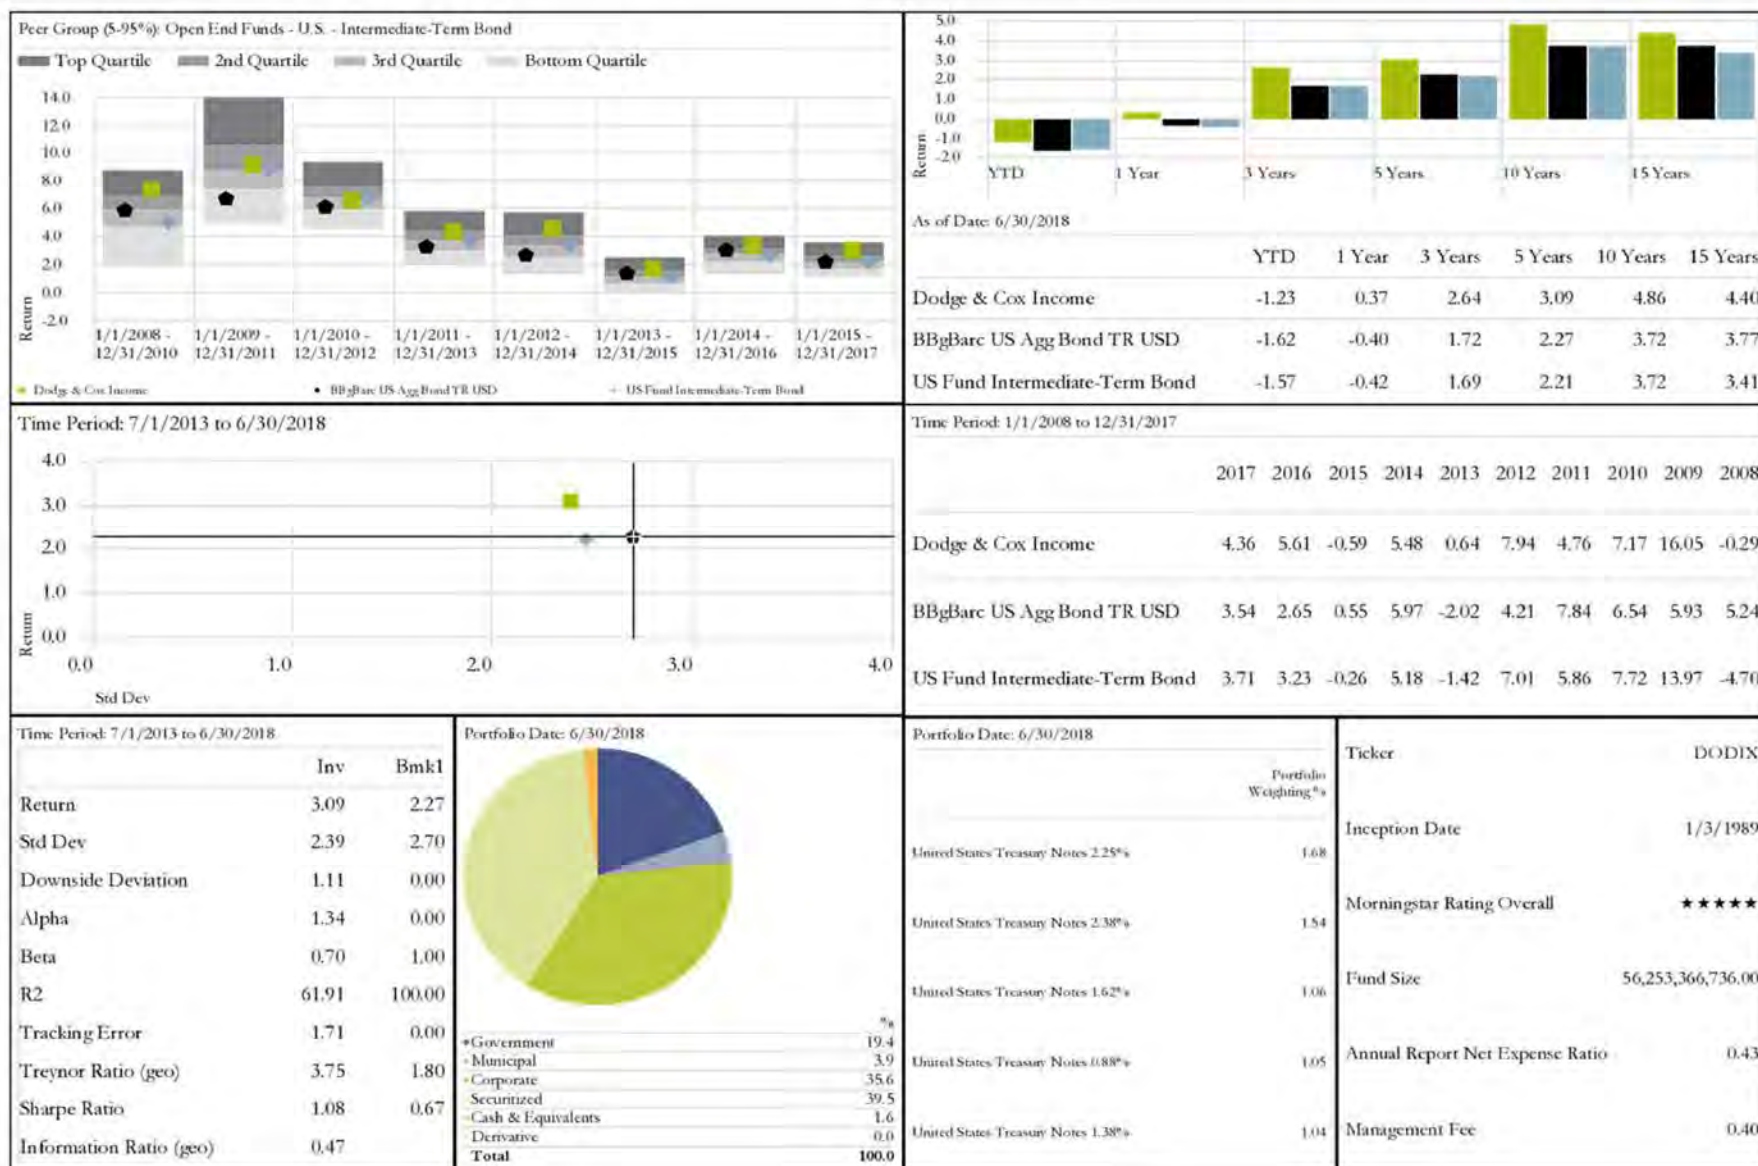 Peer Group (5-95%): Open End Funds - U.S. - Intermediate-Term Bond
Top Quartile 2nd Quartile 3rd Quartile Bottom Quartile
14.0
12.0
10.0
8.0
6.0
4.0
2.0
0.0
-2.0
Return
1/1/2008 - 1/1/2009 - 1/1/2010 - 1/1/2011 - 1/1/2012 - 1/1/2013 - 1/1/2014 - 1/1/2015 -
12/31/2010 12/31/2011 12/31/2012 12/31/2013 12/31/2014 12/31/2015 12/31/2016 12/31/2017
Dodge & Cox Income BBgBarc US Agg Bond TR USD US Fund Intermediate-Term Bond
5.0
4.0
3.0
2.0
1.0
0.0
-1.0
-2.0
Return
YTD 1 Year 3 Years 5 Years 10 Years 15 Years
As of Date: 6/30/2018
YTD 1 Year 3 Years 5 Years 10 Years 15 Years
Dodge & Cox Income -1.23 0.37 2.64 3.09 4.86 4.40
BBgBarc US Agg Bond TR USD -1.62 -0.40 1.72 2.27 3.72 3.77
US Fund Intermediate-Term Bond -1.57 -0.42 1.69 2.21 3.72 3.41
Time Period: 7/1/2013 to 6/30/2018
4.0
3.0
2.0
1.0
0.0
Return
0.0 1.0 2.0 3.0 4.0
Std Dev
Time Period: 1/1/2008 to 12/31/2017
2017 2016 2015 2014 2013 2012 2011 2010 2009 2008
Dodge & Cox Income 4.36 5.61 -0.59 5.48 0.64 7.94 4.76 7.17 16.05 -0.29
BBgBarc US Agg Bond TR USD 3.54 2.65 0.55 5.97 -2.02 4.21 7.84 6.54 5.93 5.24
US Fund Intermediate-Term Bond 3.71 3.23 -0.26 5.18 -1.42 7.01 5.86 7.72 13.97 -4.70
Time Period: 7/1/2013 to 6/30/2018
Inv Bmk1
Return 3.09 2.27
Std Dev 2.39 2.70
Downside Deviation 1.11 0.00
Alpha 1.34 0.00
Beta 0.70 1.00
R2 61.91 100.00
Tracking Error 1.71 0.00
Treynor Ratio (geo) 3.75 1.80
Sharpe Ratio 1.08 0.67
Information Ratio (geo) 0.47
Portfolio Date: 6/30/2018
%
Government 19.4
Municipal 3.9
Corporate 35.6
Securitized 39.5
Cash & Equivalents 1.6
Derivative 0.0
Total 100.0
Portfolio Date: 6/30/2018
Portfolio
Weighting %
United States Treasury Notes 2.25% 1.68
United States Treasury Notes 2.38% 1.54
United States Treasury Notes 1.62% 1.06
United States Treasury Notes 0.88% 1.05
United States Treasury Notes 1.38% 1.04
Ticker DODIX
Inception Date 1/3/1989
Morningstar Rating Overall ★★★★★
Fund Size 56,253,366,736.00
Annual Report Net Expense Ratio 0.43
Management Fee 0.40